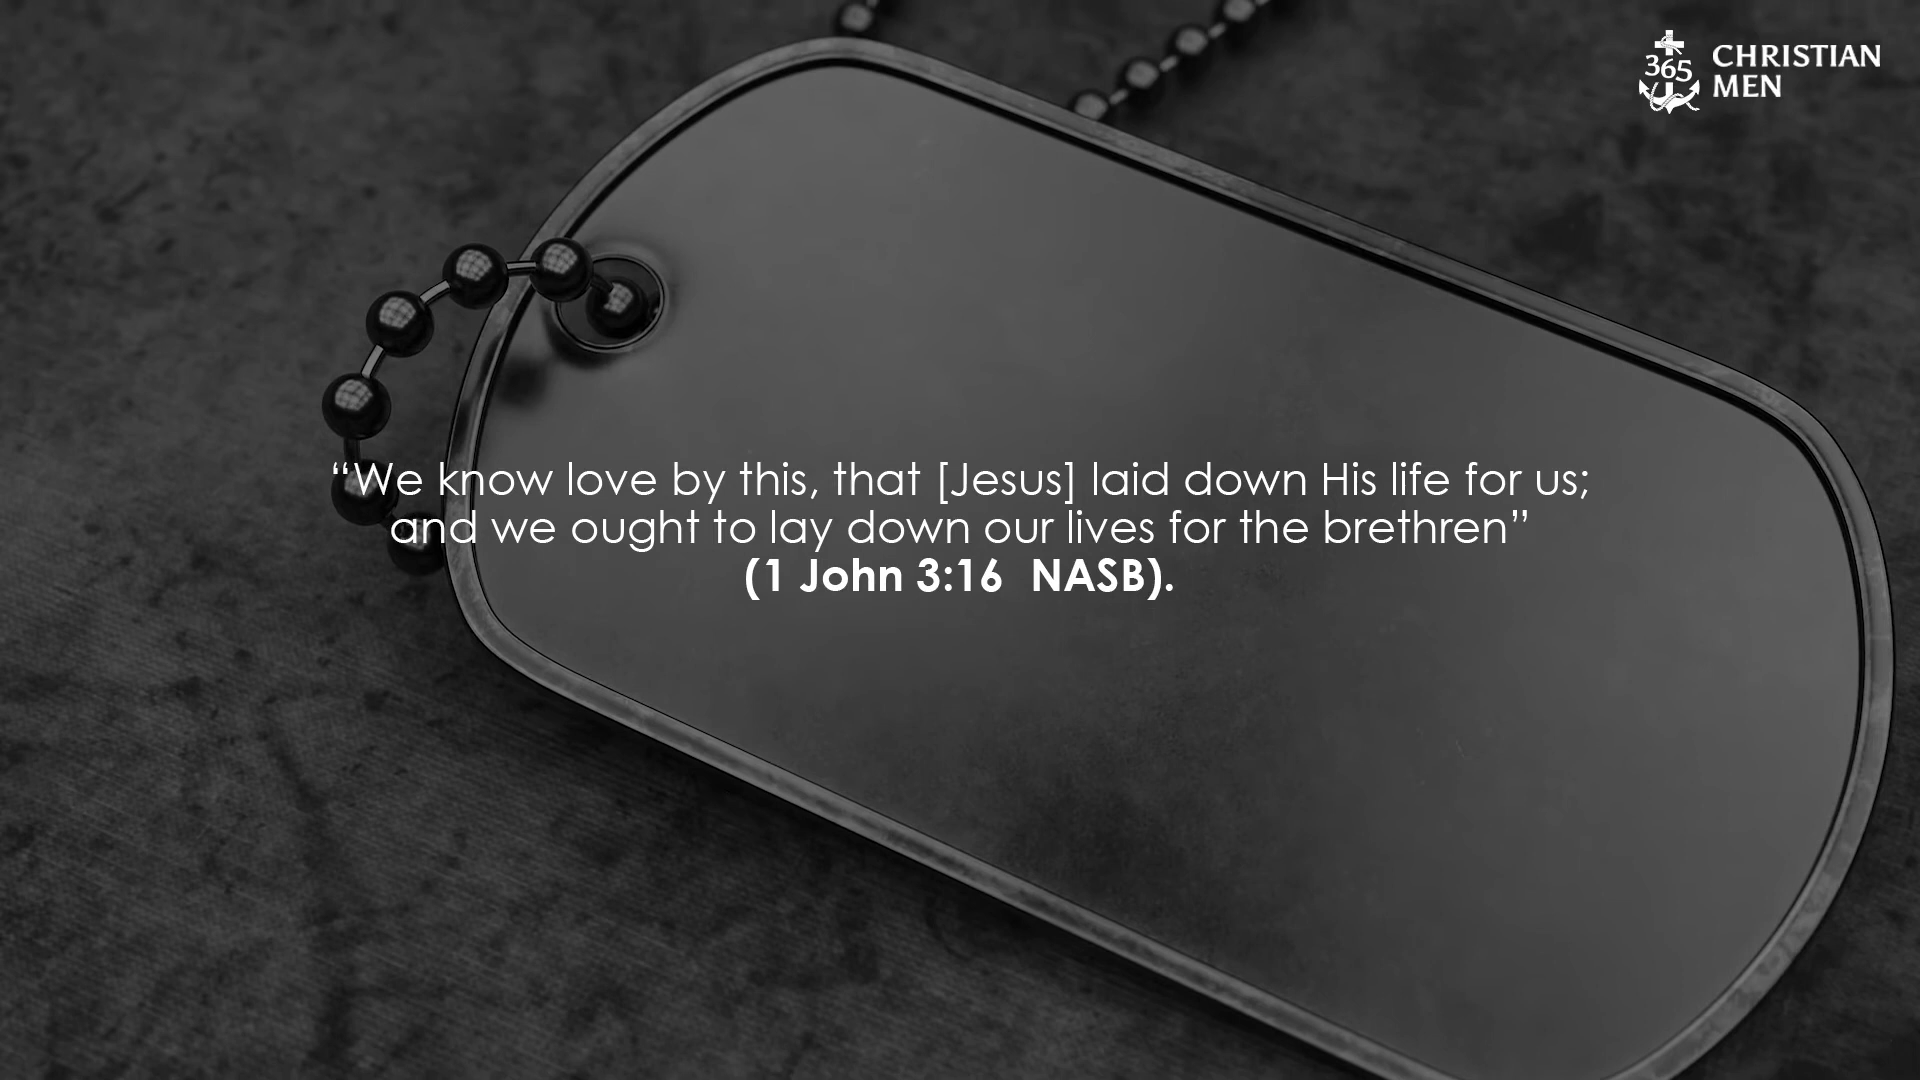 365
CHRISTIAN
MEN
“We know love by this, that [Jesus] laid down His life for us;
and we ought to lay down our lives for the brethren”
(1 John 3:16  NASB).